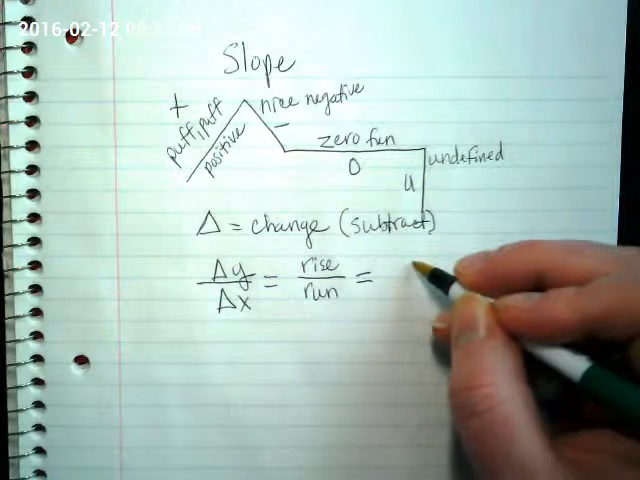 2016-02-12
Slope
+
puff, puff
positive
nice negative
−
zero fun
0
undefined
u
Δ = change (subtract)
Δy/Δx = rise/run =